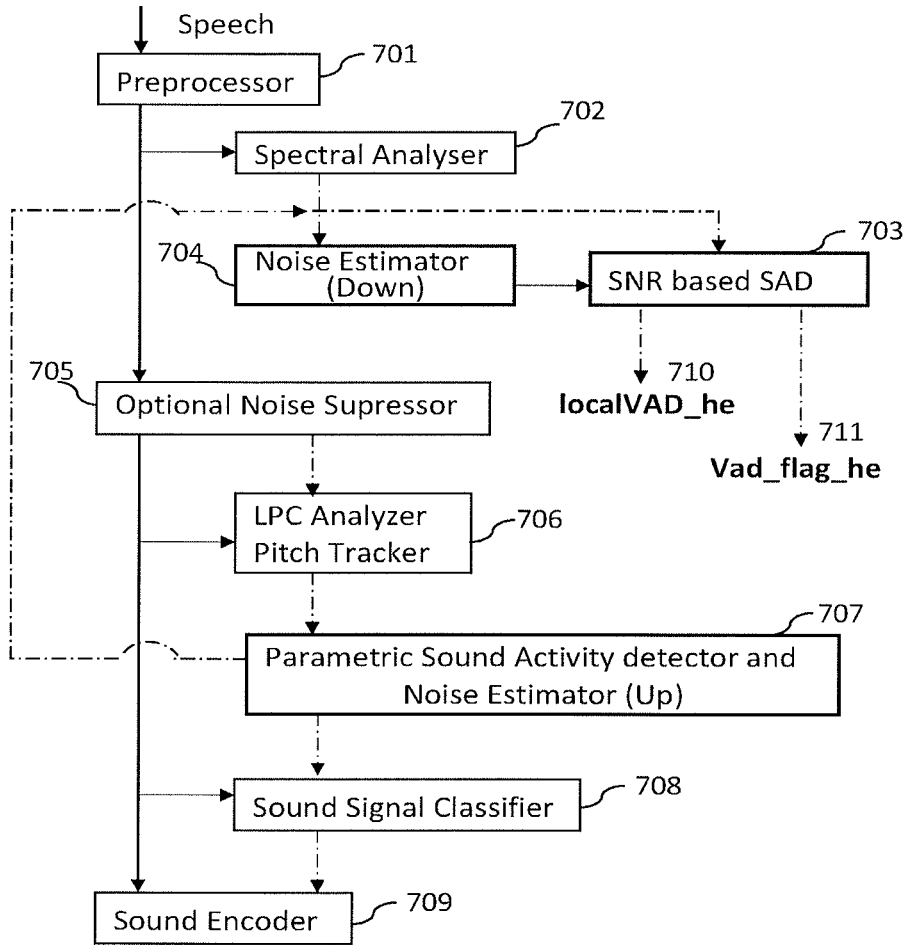 Speech
701
Preprocessor
702
Spectral Analyser
703
704
Noise Estimator
(Down)
SNR based SAD
705
710
localVAD_he
Optional Noise Supressor
711
Vad_flag_he
LPC Analyzer
Pitch Tracker
706
707
Parametric Sound Activity detector and
Noise Estimator (Up)
708
Sound Signal Classifier
709
Sound Encoder